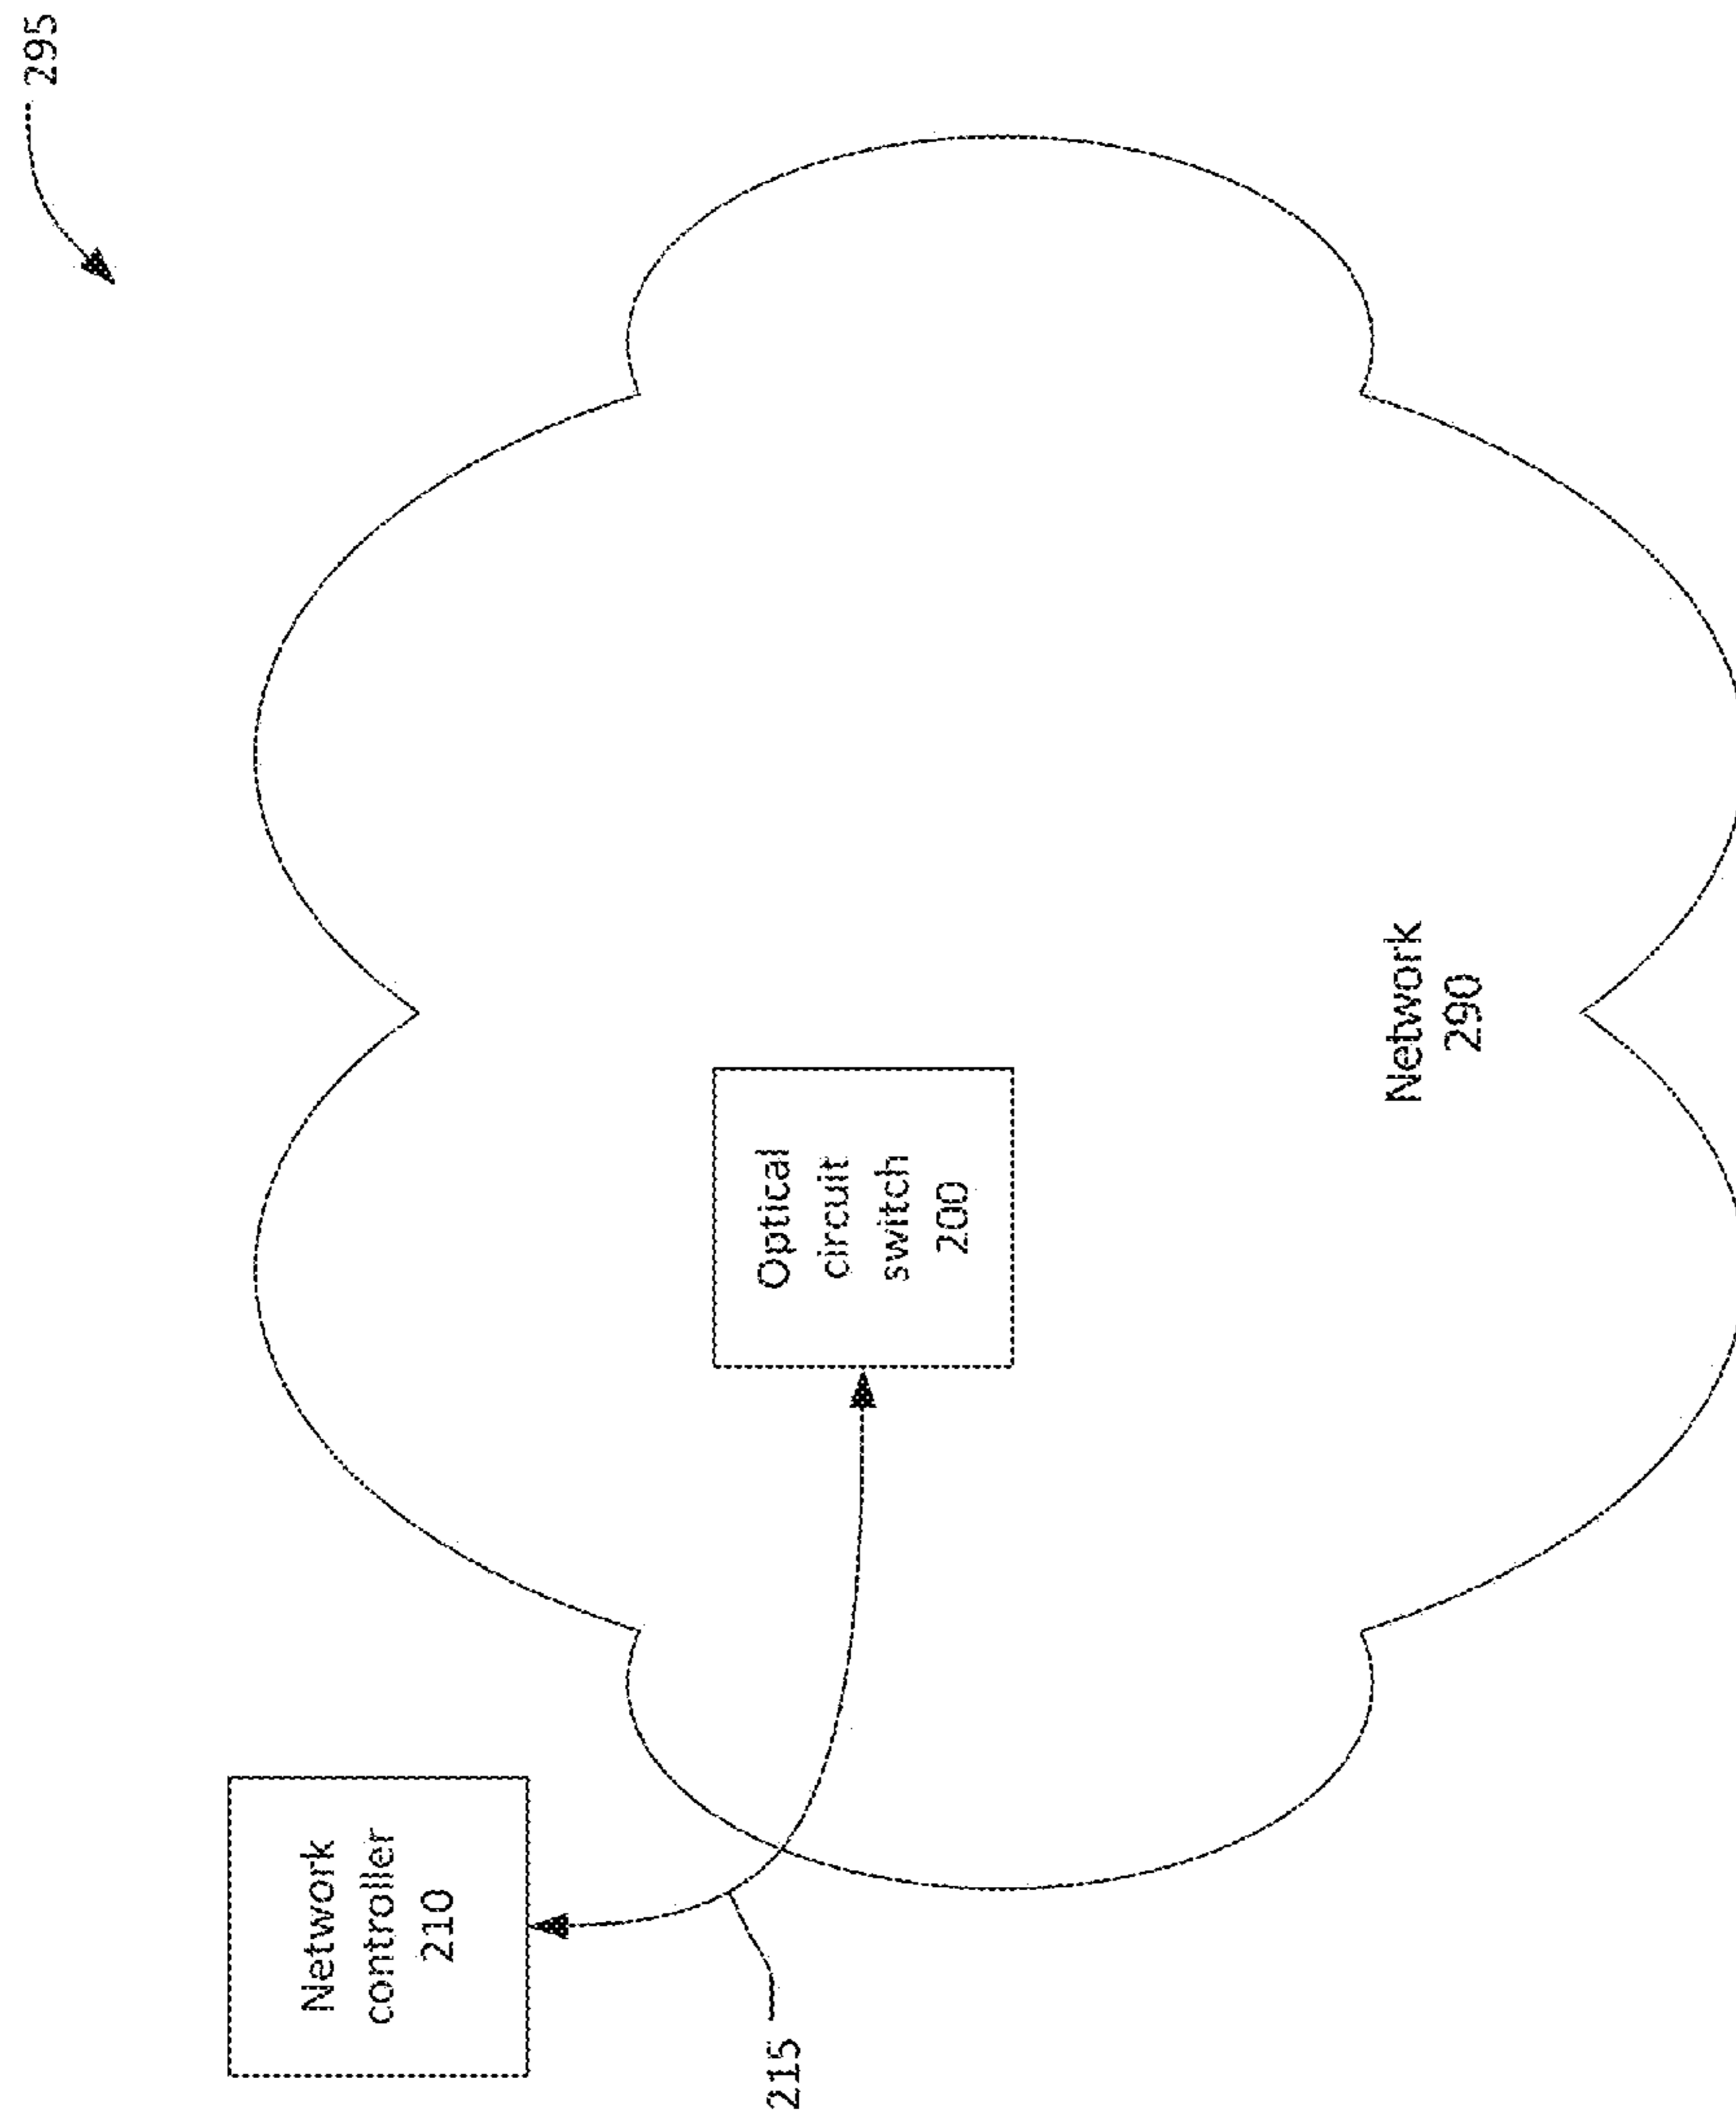 295
Network
controller
210
215
Optical
circuit
switch
200
Network
290